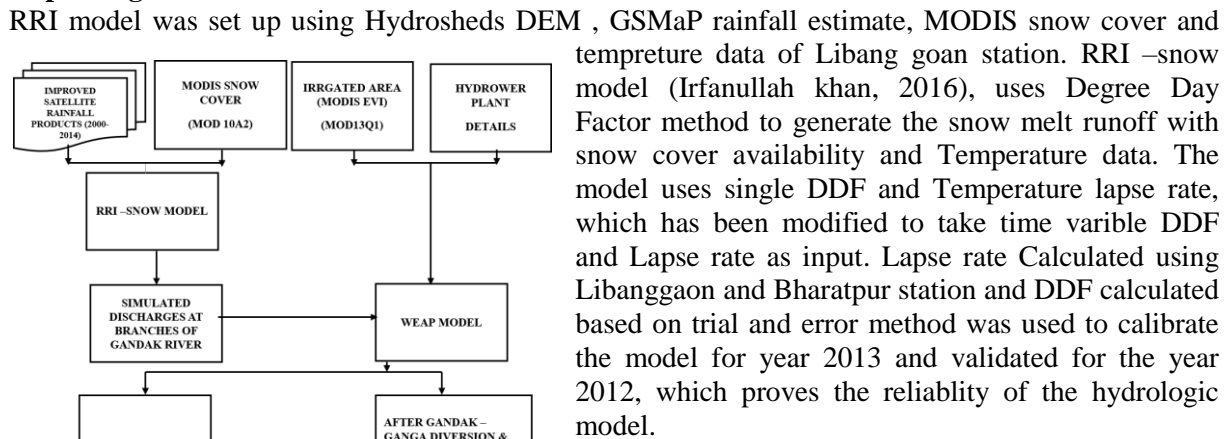 RRI model was set up using Hydrosheds DEM , GSMaP rainfall estimate, MODIS snow cover and
tempreture data of Libang goan station. RRI –snow
model (Irfanullah khan, 2016), uses Degree Day
Factor method to generate the snow melt runoff with
snow cover availability and Temperature data. The
model uses single DDF and Temperature lapse rate,
which has been modified to take time varible DDF
and Lapse rate as input. Lapse rate Calculated using
Libanggaon and Bharatpur station and DDF calculated
based on trial and error method was used to calibrate
the model for year 2013 and validated for the year
2012, which proves the reliablity of the hydrologic
model.
IMPROVED
SATELLITE
RAINFALL
PRODUCTS (2000-
2014)
MODIS SNOW
COVER
(MOD 10A2)
IRRGATED AREA
(MODIS EVI)
(MOD13Q1)
HYDROWER
PLANT
DETAILS
RRI –SNOW MODEL
SIMULATED
DISCHARGES AT
BRANCHES OF
GANDAK RIVER
WEAP MODEL
AFTER GANDAK –
GANGA DIVERSION &